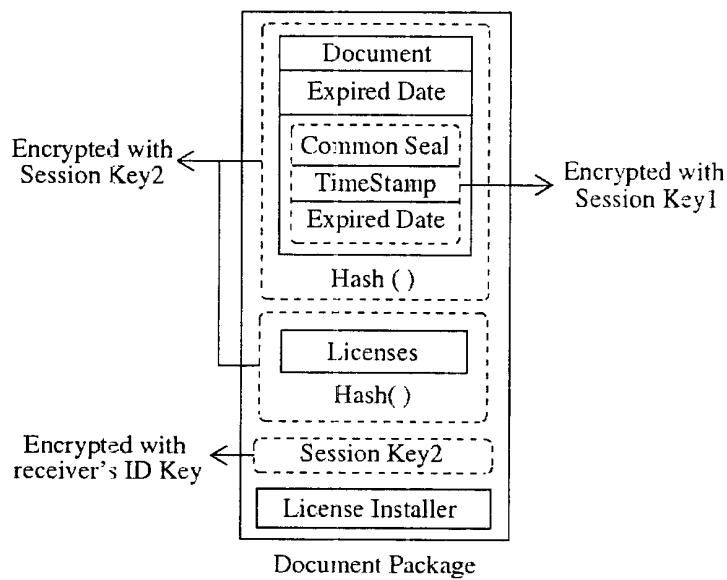 Document
Expired Date
Encrypted with
Session Key2
Common Seal
TimeStamp
Expired Date
Encrypted with
Session Key1
Hash ( )
Licenses
Hash( )
Encrypted with
receiver's ID Key
Session Key2
License Installer
Document Package